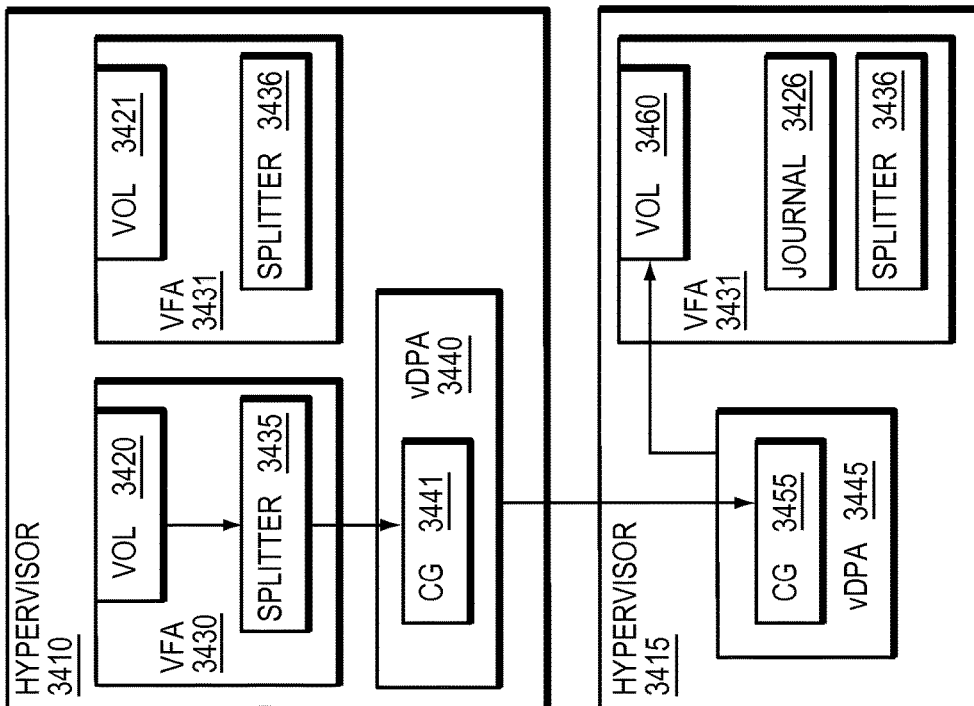 HYPERVISOR
3410
VOL 3420
VFA
3430
SPLITTER 3435
VOL 3421
VFA
3431
SPLITTER 3436
vDPA
3440
CG 3441
HYPERVISOR
3415
CG 3455
vDPA 3445
VOL 3460
VFA
3431
JOURNAL 3426
SPLITTER 3436